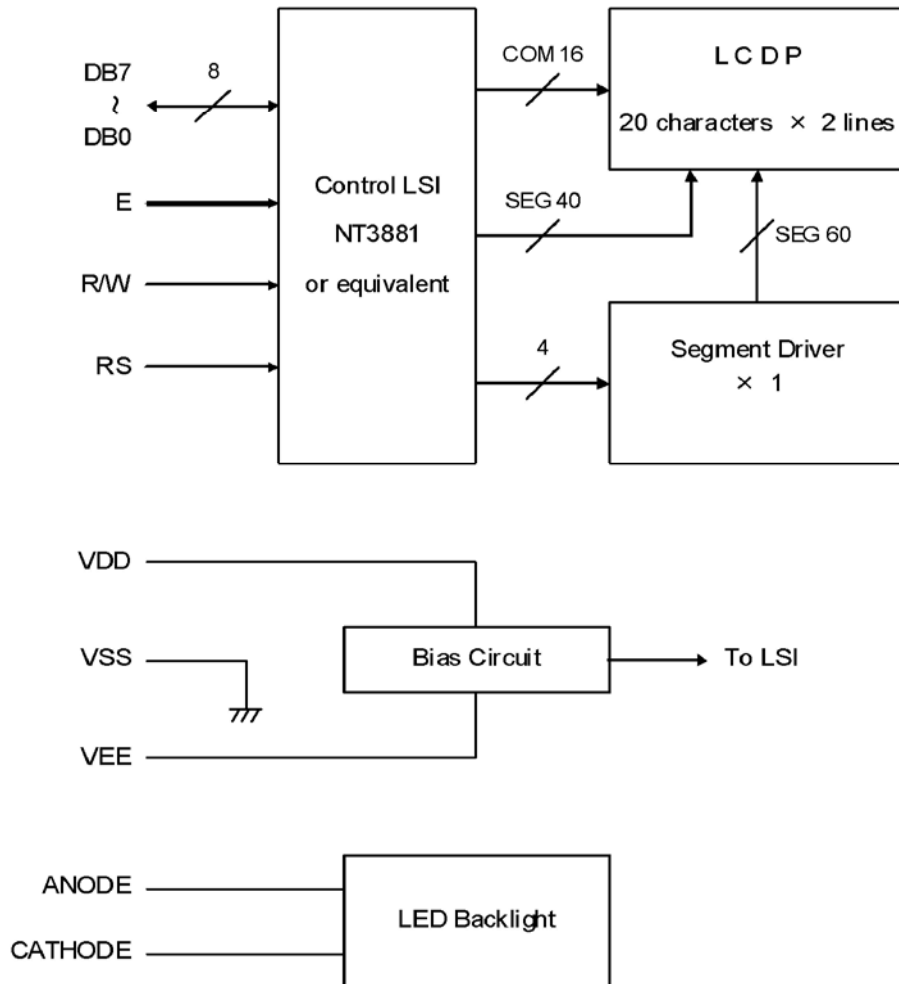 DB7
~
DB0
8
E
R/W
RS
Control LSI
NT3881
or equivalent
COM 16
SEG 40
4
L C D P
20 characters × 2 lines
SEG 60
Segment Driver
× 1
VDD
VSS
VEE
Bias Circuit
To LSI
ANODE
CATHODE
LED Backlight